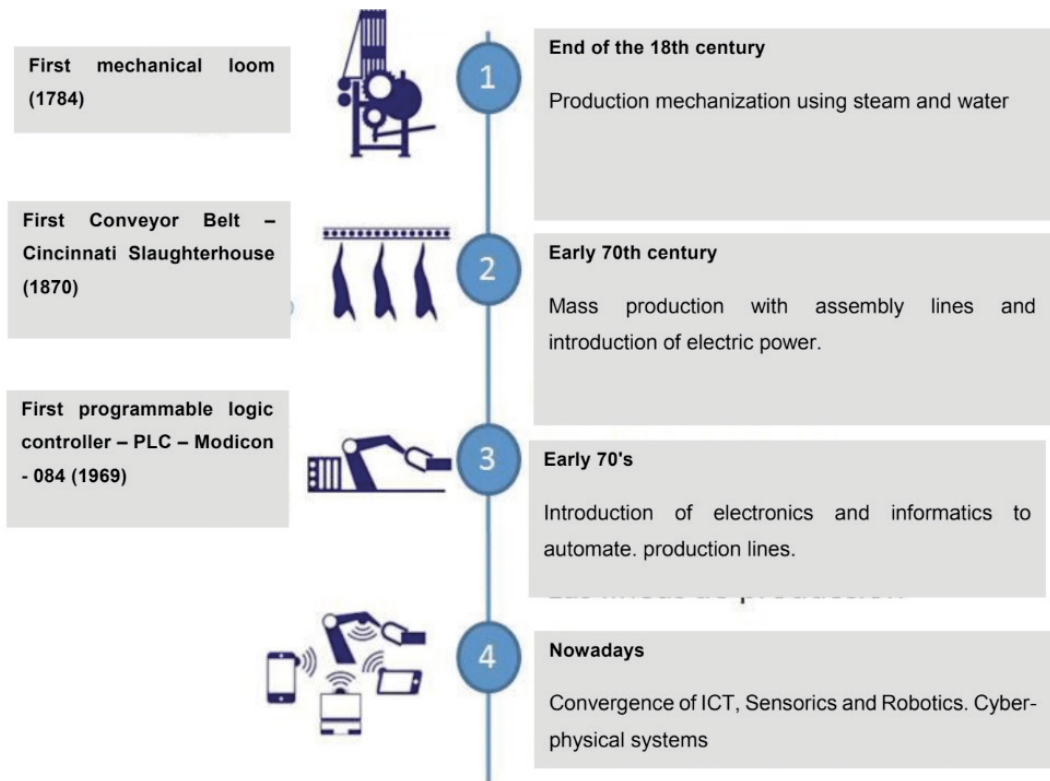 First mechanical loom
(1784)
1
End of the 18th century
Production mechanization using steam and water
First Conveyor Belt –
Cincinnati Slaughterhouse
(1870)
2
Early 70th century
Mass production with assembly lines and
introduction of electric power.
First programmable logic
controller – PLC – Modicon
- 084 (1969)
3
Early 70's
Introduction of electronics and informatics to
automate. production lines.
4
Nowadays
Convergence of ICT, Sensorics and Robotics. Cyber-
physical systems